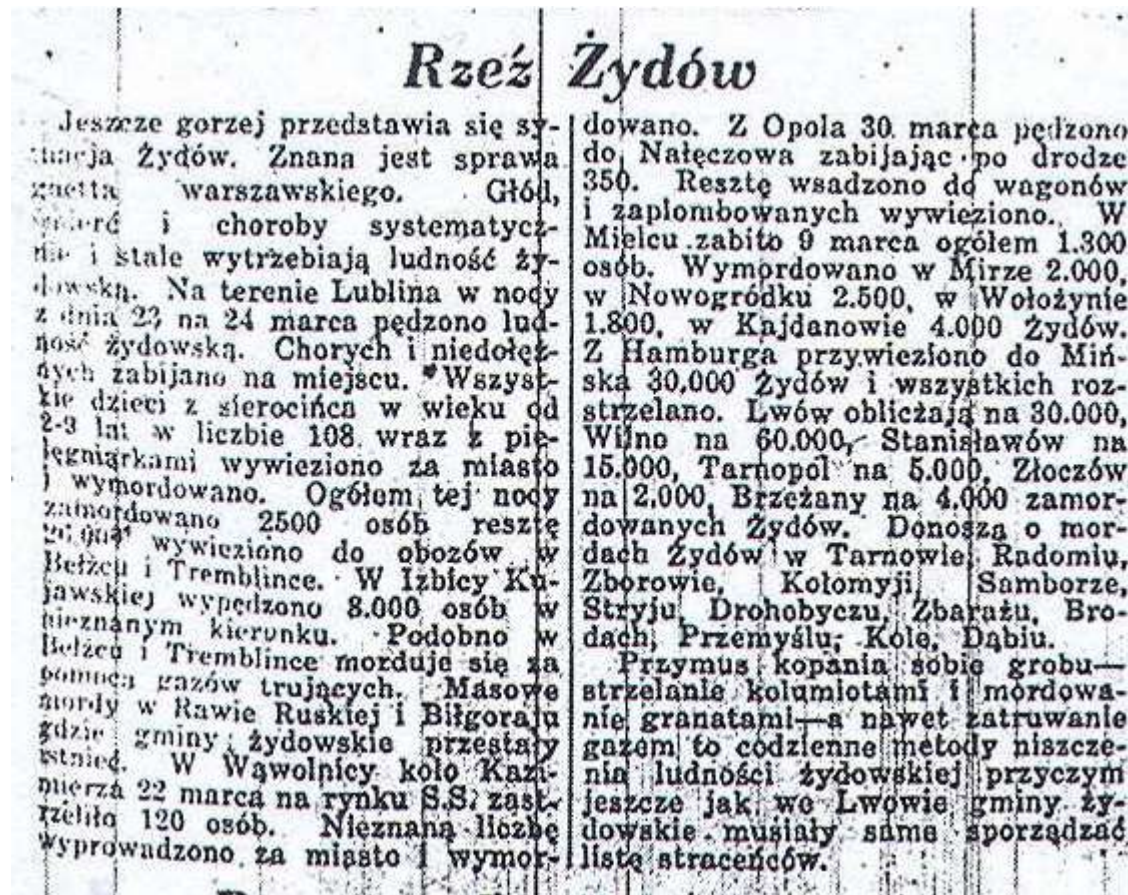 Rzeź Żydów
Jeszcze gorzej przedstawia się sy-
tuacja Żydów. Znana jest sprawa
ghetta warszawskiego. Głód,
śmierć i choroby systematycz-
nie i stale wytrzebiają ludność ży-
dowską. Na terenie Lublina w nocy
z dnia 23 na 24 marca pędzono lud-
ność żydowską. Chorych i niedołęż-
nych zabijano na miejscu. Wszyst-
kie dzieci z sierocińca w wieku od
2-3 lat w liczbie 108 wraz z pie-
lęgniarkami wywieziono za miasto
i wymordowano. Ogółem tej nocy
zamordowano 2500 osób resztę
wywieziono do obozów w
Bełżcu i Tremblince. W Izbicy Ku-
jawskiej wypędzono 8.000 osób w
nieznanym kierunku. Podobno w
Bełżcu i Tremblince morduje się za
pomocą gazów trujących. Masowe
mordy w Rawie Ruskiej i Biłgoraju
gdzie gminy żydowskie przestały
istnieć. W Wąwolnicy koło Kazi-
mierza 22 marca na rynku S.S. zast-
rzeliło 120 osób. Nieznaną liczbę
wyprowadzono za miasto i wymor-
dowano. Z Opola 30 marca pędzono
do Nałęczowa zabijając po drodze
350. Resztę wsadzono do wagonów
i zaplombowanych wywieziono. W
Mielcu zabito 9 marca ogółem 1.300
osób. Wymordowano w Mirze 2.000,
w Nowogródku 2.500, w Wołożynie
1.800, w Kajdanowie 4.000 Żydów.
Z Hamburga przywieziono do Miń-
ska 30.000 Żydów i wszystkich roz-
strzelano. Lwów obliczają na 30.000,
Wilno na 60.000, Stanisławów na
15.000, Tarnopol na 5.000, Złoczów
na 2.000, Brzeżany na 4.000 zamor-
dowanych Żydów. Donoszą o mor-
dach Żydów w Tarnowie, Radomiu,
Zborowie, Kołomyji, Samborze,
Stryju, Drohobyczu, Zbarażu, Bro-
dach, Przemyślu, Kole, Dąbiu.
Przymus kopania sobie grobu—
strzelanie kolumiotami i mordowa-
nie granatami—a nawet zatruwanie
gazem to codzienne metody niszcze-
nia ludności żydowskiej przyczym
jeszcze jak we Lwowie gminy ży-
dowskie musiały same sporządzać
listę straceńców.